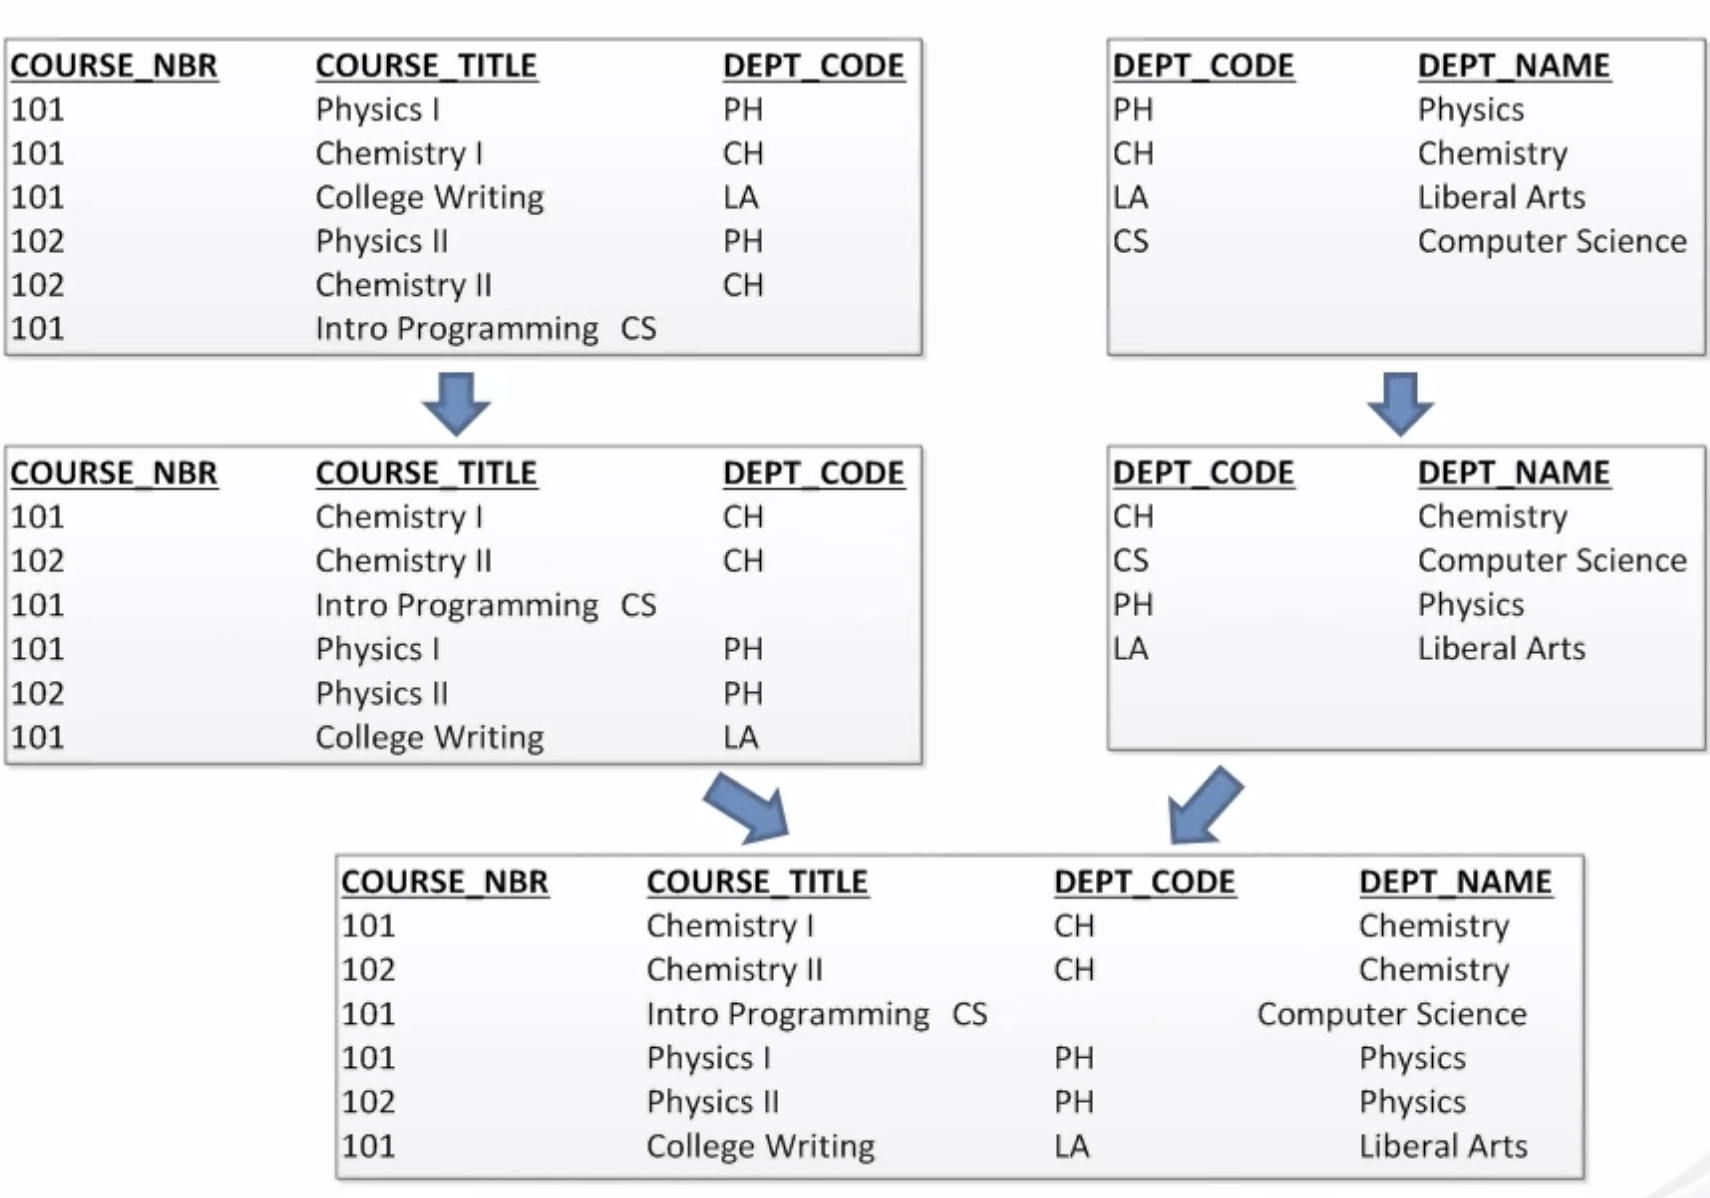 COURSE_NBR COURSE_TITLE DEPT_CODE
101 Physics I PH
101 Chemistry I CH
101 College Writing LA
102 Physics II PH
102 Chemistry II CH
101 Intro Programming CS
DEPT_CODE DEPT_NAME
PH Physics
CH Chemistry
LA Liberal Arts
CS Computer Science
COURSE_NBR COURSE_TITLE DEPT_CODE
101 Chemistry I CH
102 Chemistry II CH
101 Intro Programming CS
101 Physics I PH
102 Physics II PH
101 College Writing LA
DEPT_CODE DEPT_NAME
CH Chemistry
CS Computer Science
PH Physics
LA Liberal Arts
COURSE_NBR COURSE_TITLE DEPT_CODE DEPT_NAME
101 Chemistry I CH Chemistry
102 Chemistry II CH Chemistry
101 Intro Programming CS Computer Science
101 Physics I PH Physics
102 Physics II PH Physics
101 College Writing LA Liberal Arts